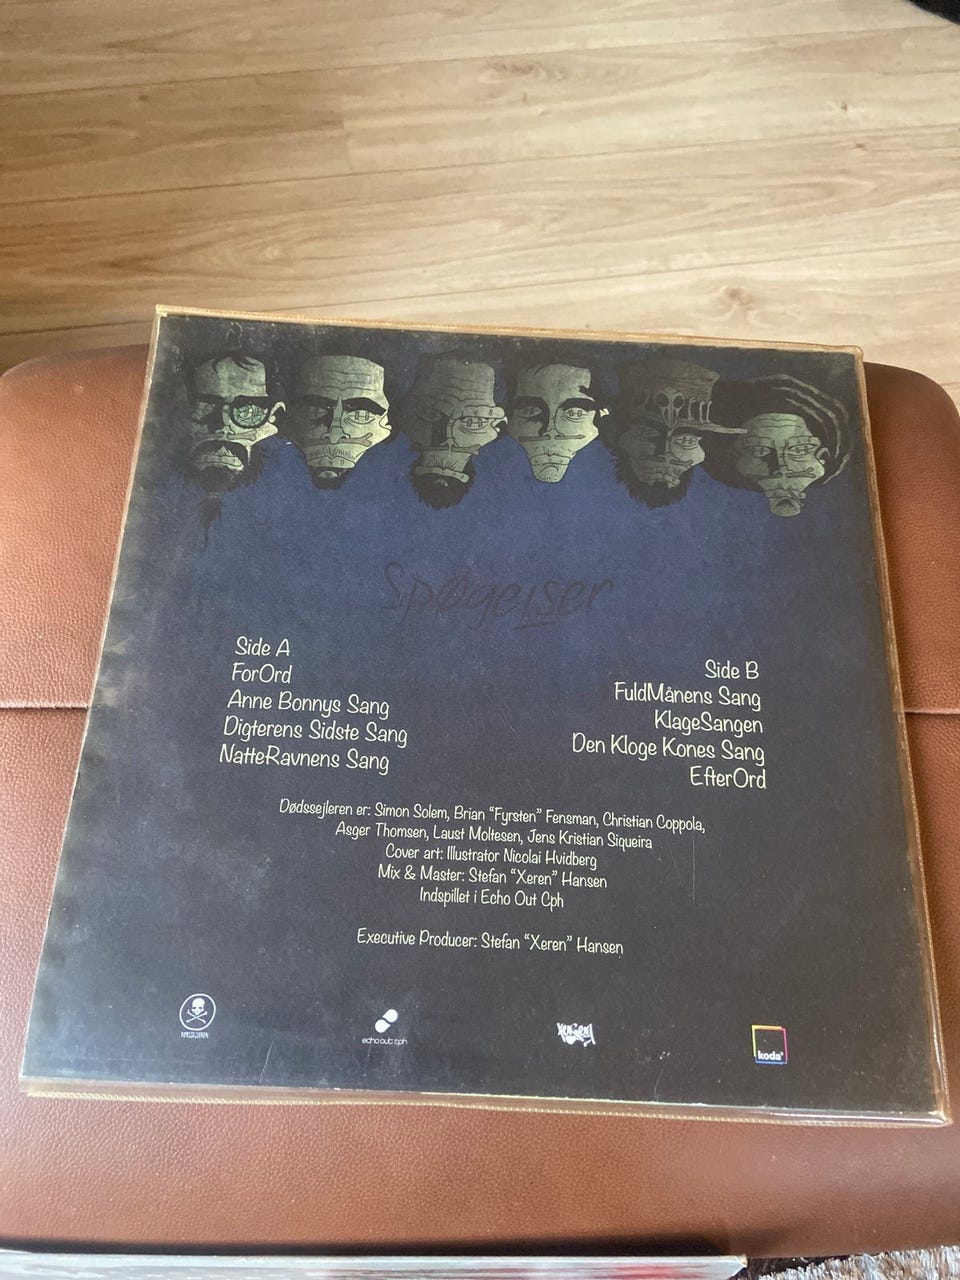 Spøgelser
Side A
ForOrd
Anne Bonnys Sang
Digterens Sidste Sang
NatteRavnens Sang
Side B
FuldMånens Sang
KlageSangen
Den Kloge Kones Sang
EfterOrd
Dødssejleren er: Simon Solem, Brian “Fyrsten” Fensman, Christian Coppola,
Asger Thomsen, Laust Moltesen, Jens Kristian Siqueira
Cover art: Illustrator Nicolai Hvidberg
Mix & Master: Stefan “Xeren” Hansen
Indspillet i Echo Out Cph
Executive Producer: Stefan “Xeren” Hansen
echo out cph
koda